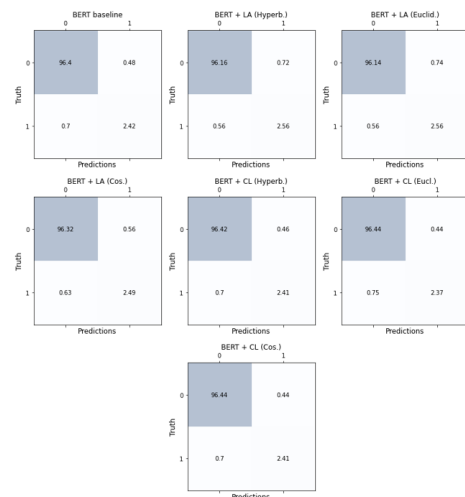 BERT baseline
0 1
0 96.4 0.48
Truth
1 0.7 2.42
Predictions
BERT + LA (Hyperb.)
0 1
0 96.16 0.72
Truth
1 0.56 2.56
Predictions
BERT + LA (Euclid.)
0 1
0 96.14 0.74
Truth
1 0.56 2.56
Predictions
BERT + LA (Cos.)
0 1
0 96.32 0.56
Truth
1 0.63 2.49
Predictions
BERT + CL (Hyperb.)
0 1
0 96.42 0.46
Truth
1 0.7 2.41
Predictions
BERT + CL (Eucl.)
0 1
0 96.44 0.44
Truth
1 0.75 2.37
Predictions
BERT + CL (Cos.)
0 1
0 96.44 0.44
Truth
1 0.7 2.41
Predictions